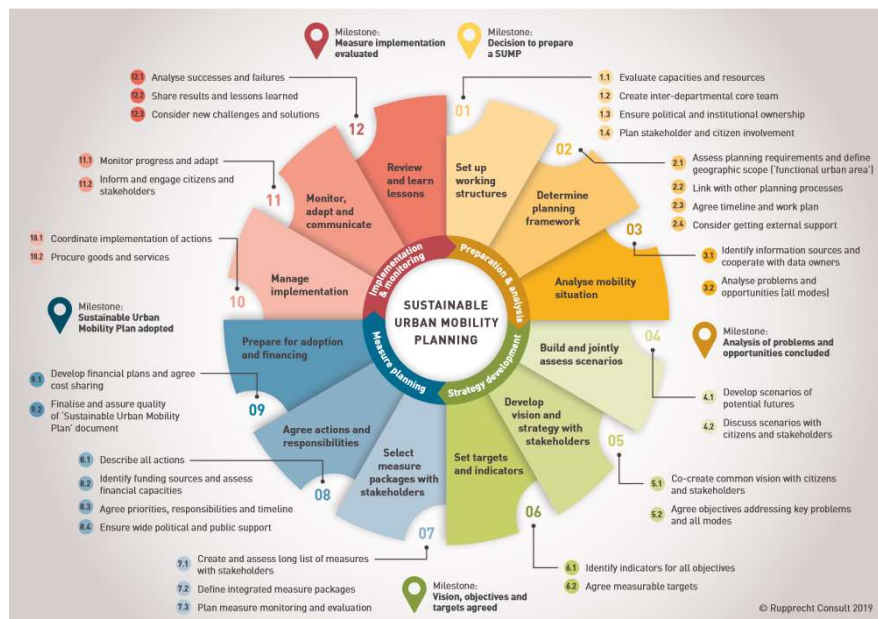 Milestone:
Measure implementation
evaluated
Milestone:
Decision to prepare
a SUMP
12.1 Analyse successes and failures
12.2 Share results and lessons learned
12.3 Consider new challenges and solutions
1.1 Evaluate capacities and resources
1.2 Create inter-departmental core team
1.3 Ensure political and institutional ownership
1.4 Plan stakeholder and citizen involvement
11.1 Monitor progress and adapt
11.2 Inform and engage citizens and
stakeholders
2.1 Assess planning requirements and define
geographic scope ('functional urban area')
2.2 Link with other planning processes
2.3 Agree timeline and work plan
2.4 Consider getting external support
10.1 Coordinate implementation of actions
10.2 Procure goods and services
3.1 Identify information sources and
cooperate with data owners
3.2 Analyse problems and
opportunities (all modes)
Milestone:
Sustainable Urban
Mobility Plan adopted
Milestone:
Analysis of problems and
opportunities concluded
9.1 Develop financial plans and agree
cost sharing
9.2 Finalise and assure quality
of 'Sustainable Urban Mobility
Plan' document
4.1 Develop scenarios of
potential futures
4.2 Discuss scenarios with
citizens and stakeholders
8.1 Describe all actions
8.2 Identify funding sources and assess
financial capacities
8.3 Agree priorities, responsibilities and timeline
8.4 Ensure wide political and public support
5.1 Co-create common vision with citizens
and stakeholders
5.2 Agree objectives addressing key problems
and all modes
7.1 Create and assess long list of measures
with stakeholders
7.2 Define integrated measure packages
7.3 Plan measure monitoring and evaluation
6.1 Identify indicators for all objectives
6.2 Agree measurable targets
Milestone:
Vision, objectives and
targets agreed
01
Set up
working
structures
02
Determine
planning
framework
03
Analyse mobility
situation
04
Build and jointly
assess scenarios
05
Develop
vision and
strategy with
stakeholders
06
Set targets
and indicators
07
Select
measure
packages with
stakeholders
08
Agree actions and
responsibilities
09
Prepare for adoption
and financing
10
Manage
implementation
11
Monitor,
adapt and
communicate
12
Review
and learn
lessons
Preparation & analysis
Strategy development
Measure planning
Implementation
& monitoring
SUSTAINABLE
URBAN MOBILITY
PLANNING
© Rupprecht Consult 2019